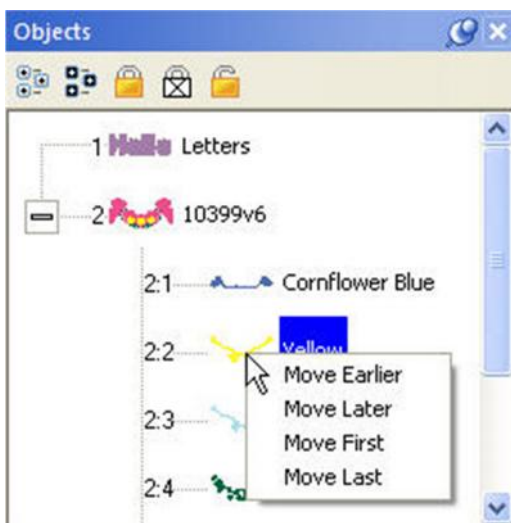 Objects
1 Hello Letters
2 10399v6
2:1 Cornflower Blue
2:2 Yellow
Move Earlier
Move Later
2:3
Move First
Move Last
2:4